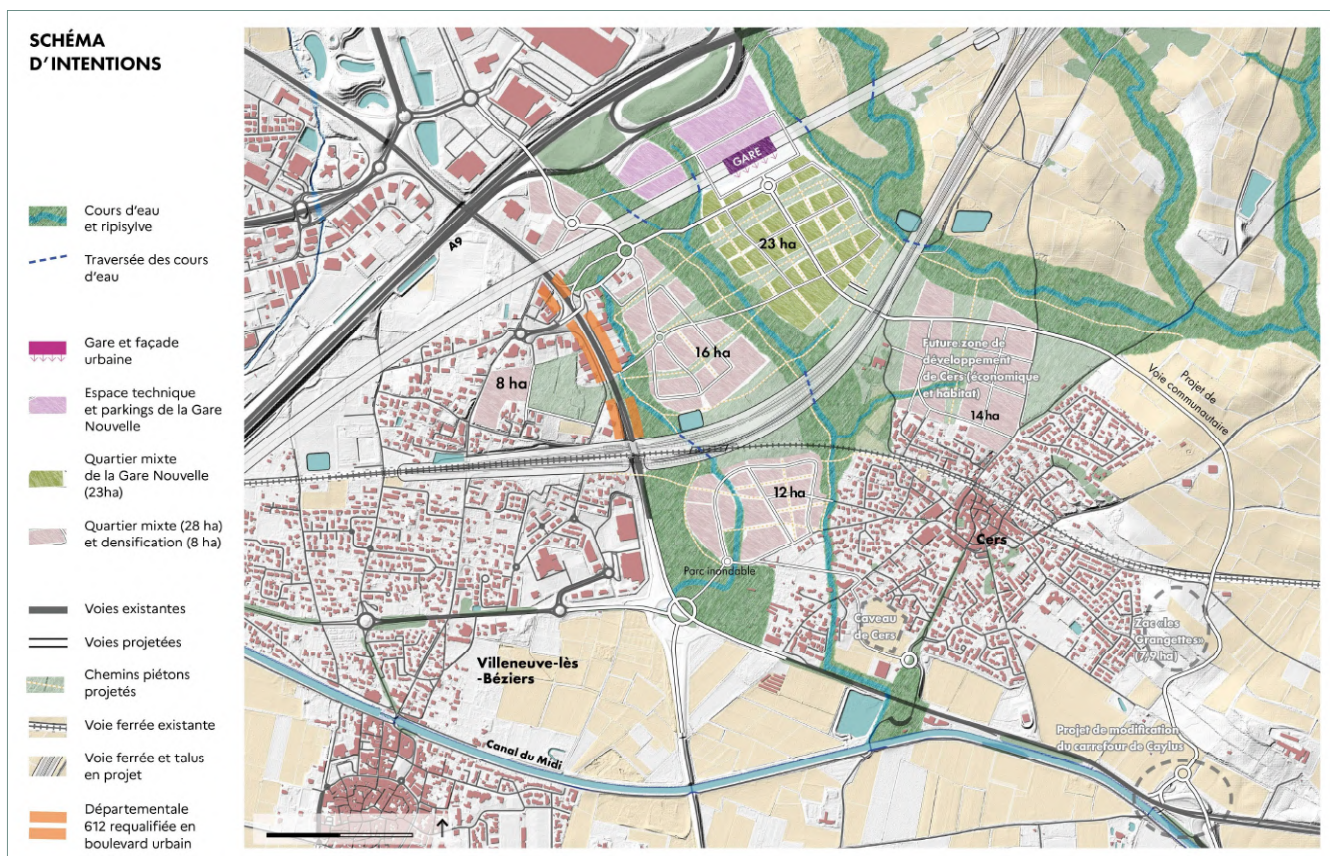 SCHÉMA
D'INTENTIONS
Cours d'eau
et ripisylve
Traversée des cours
d'eau
Gare et façade
urbaine
Espace technique
et parkings de la Gare
Nouvelle
Quartier mixte
de la Gare Nouvelle
(23ha)
Quartier mixte (28 ha)
et densification (8 ha)
Voies existantes
Voies projetées
Chemins piétons
projetés
Voie ferrée existante
Voie ferrée et talus
en projet
Départementale
612 requalifiée en
boulevard urbain
GARE
A9
23 ha
16 ha
8 ha
Future zone de
développement
de Cers (économique
et habitat)
14 ha
Projet de
Voie communautaire
12 ha
Cers
Parc inondable
Caveau
de Cers
Zac «les
Grangettes»
(7,9 ha)
Villeneuve-lès
-Béziers
Canal du Midi
Projet de modification
du carrefour de Caylus